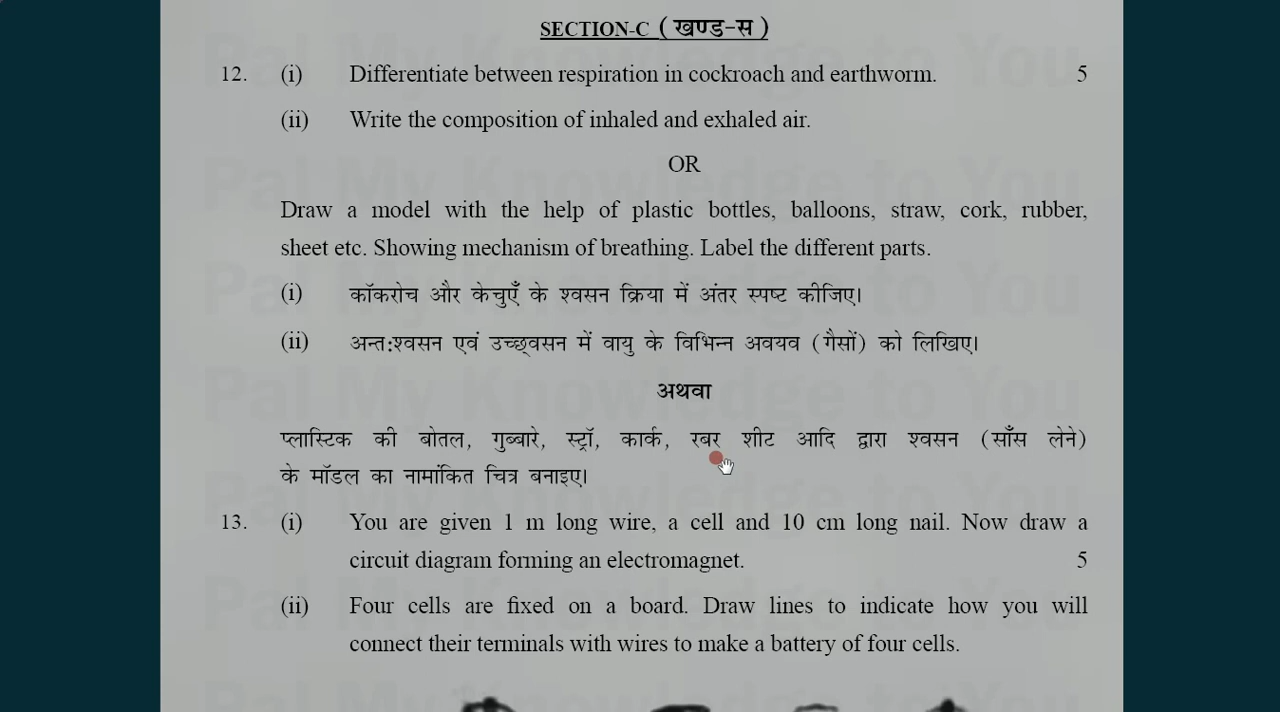 SECTION-C ( खण्ड-स )
12. (i) Differentiate between respiration in cockroach and earthworm. 5
(ii) Write the composition of inhaled and exhaled air.
OR
Draw a model with the help of plastic bottles, balloons, straw, cork, rubber,
sheet etc. Showing mechanism of breathing. Label the different parts.
(i) कॉकरोच और केचुएँ के श्वसन क्रिया में अंतर स्पष्ट कीजिए।
(ii) अन्त:श्वसन एवं उच्छ्वसन में वायु के विभिन्न अवयव (गैसों) को लिखिए।
अथवा
प्लास्टिक की बोतल, गुब्बारे, स्ट्रॉ, कार्क, रबर शीट आदि द्वारा श्वसन (साँस लेने)
के मॉडल का नामांकित चित्र बनाइए।
13. (i) You are given 1 m long wire, a cell and 10 cm long nail. Now draw a
circuit diagram forming an electromagnet. 5
(ii) Four cells are fixed on a board. Draw lines to indicate how you will
connect their terminals with wires to make a battery of four cells.